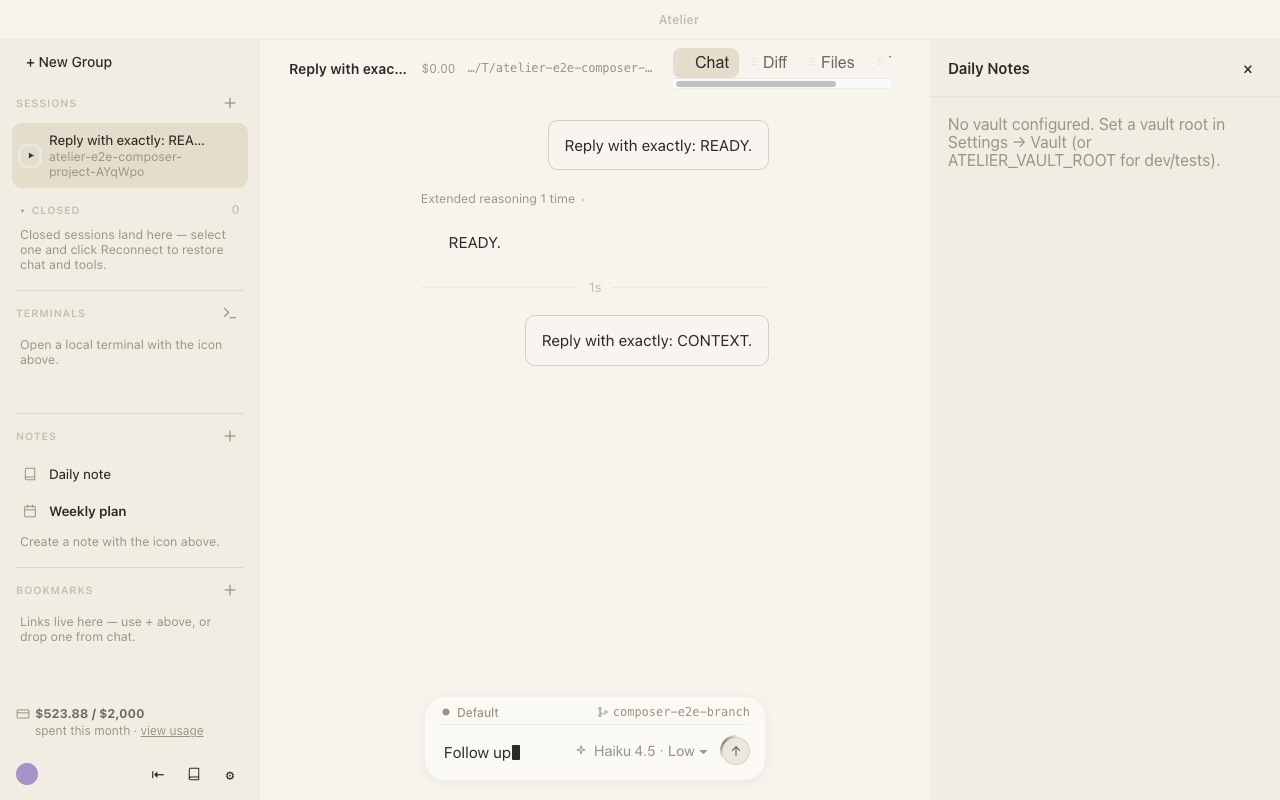 Atelier
+ New Group
SESSIONS
Reply with exactly: REA...
atelier-e2e-composer-
project-AYqWpo
CLOSED
0
Closed sessions land here — select
one and click Reconnect to restore
chat and tools.
TERMINALS
Open a local terminal with the icon
above.
NOTES
Daily note
Weekly plan
Create a note with the icon above.
BOOKMARKS
Links live here — use + above, or
drop one from chat.
$523.88 / $2,000
spent this month · view usage
Reply with exac...
$0.00
…/T/atelier-e2e-composer-…
Chat
Diff
Files
Reply with exactly: READY.
Extended reasoning 1 time
READY.
1s
Reply with exactly: CONTEXT.
Default
composer-e2e-branch
Follow up
Haiku 4.5 · Low
Daily Notes
No vault configured. Set a vault root in
Settings → Vault (or
ATELIER_VAULT_ROOT for dev/tests).